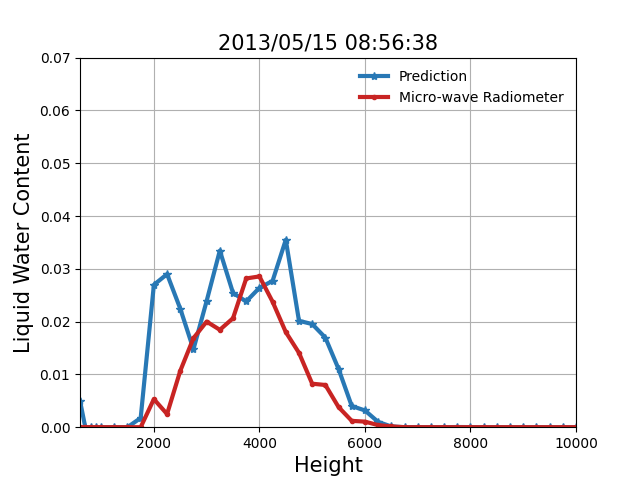 2013/05/15 08:56:38
0.07
0.06
0.05
0.04
0.03
0.02
0.01
0.00
Liquid Water Content
Prediction
Micro-wave Radiometer
2000 4000 6000 8000 10000
Height